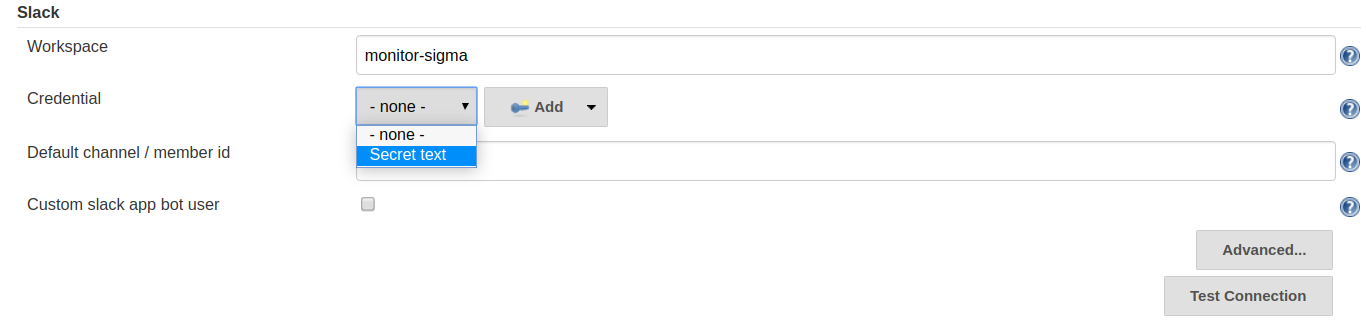 Slack
Workspace
monitor-sigma
Credential
- none -
Add
- none -
Secret text
Default channel / member id
Custom slack app bot user
Advanced...
Test Connection